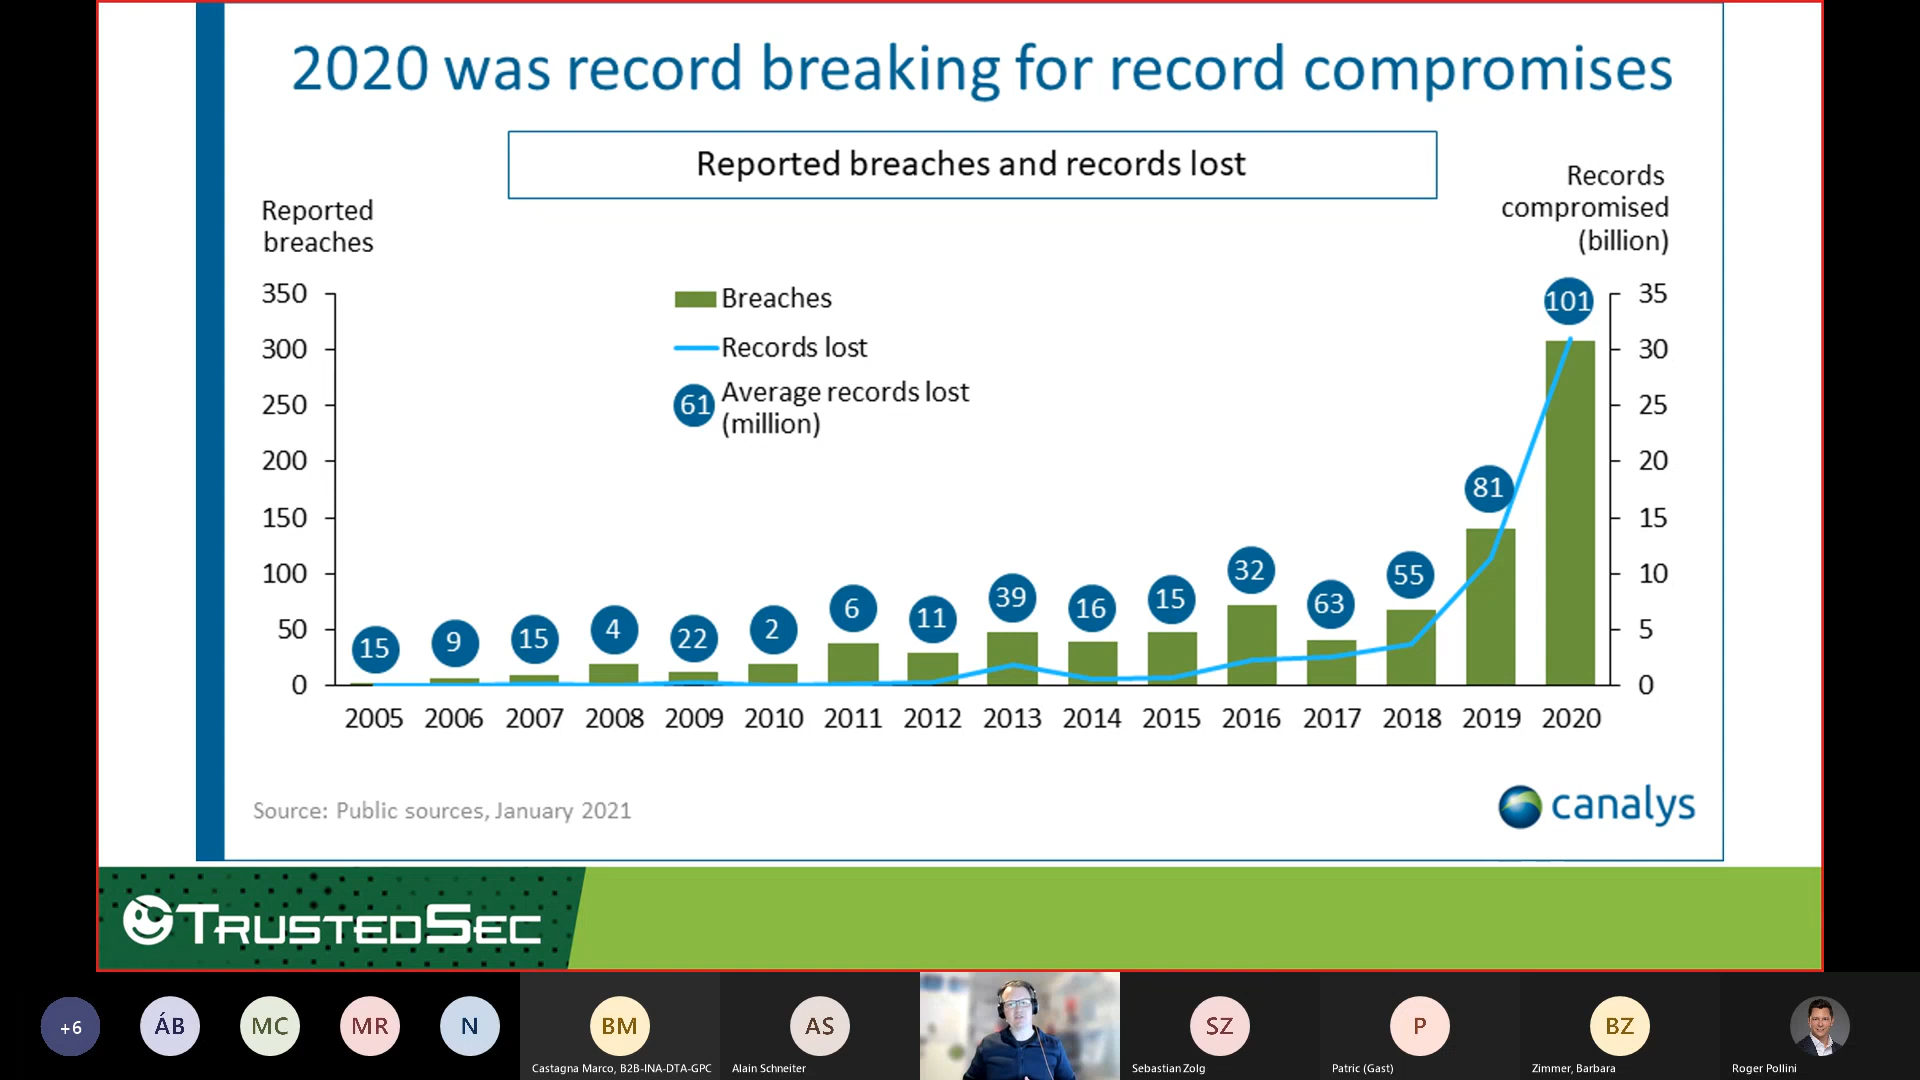 2020 was record breaking for record compromises
Reported breaches and records lost
Reported
breaches
Records
compromised
(billion)
Breaches
Records lost
61
Average records lost
(million)
350
300
250
200
150
100
50
0
35
30
25
20
15
10
5
0
15
9
15
4
22
2
6
11
39
16
15
32
63
55
81
101
2005 2006 2007 2008 2009 2010 2011 2012 2013 2014 2015 2016 2017 2018 2019 2020
Source: Public sources, January 2021
canalys
TRUSTEDSEC
+6
ÁB
MC
MR
N
BM
Castagna Marco, B2B-INA-DTA-GPC
AS
Alain Schneiter
SZ
Sebastian Zolg
P
Patric (Gast)
BZ
Zimmer, Barbara
Roger Pollini